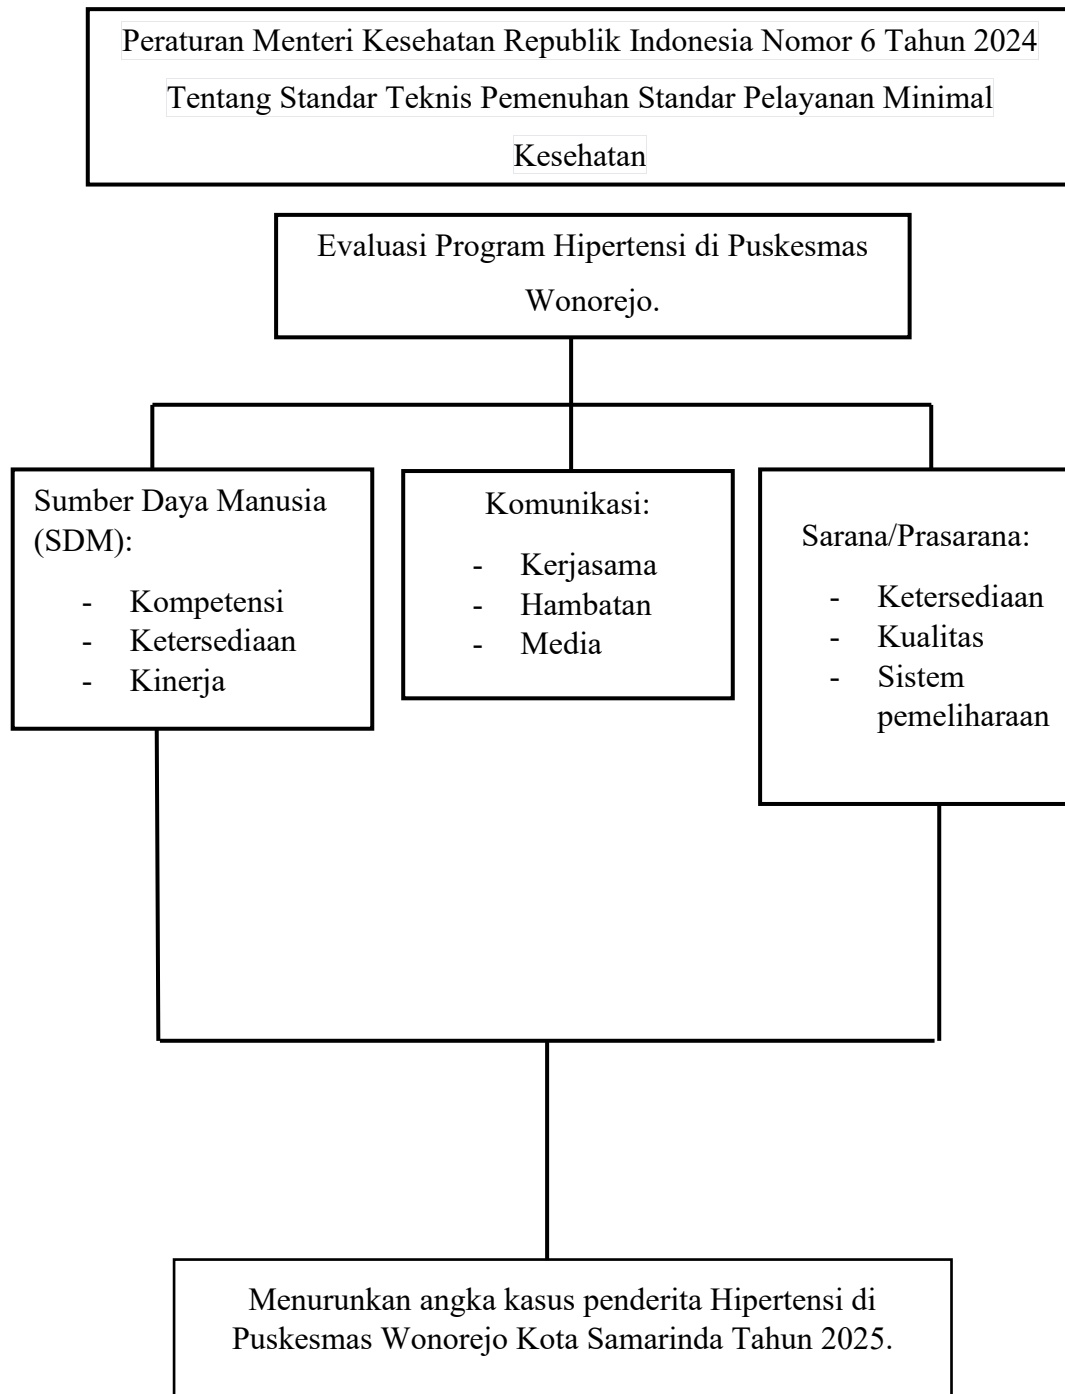 Peraturan Menteri Kesehatan Republik Indonesia Nomor 6 Tahun 2024
Tentang Standar Teknis Pemenuhan Standar Pelayanan Minimal
Kesehatan
Evaluasi Program Hipertensi di Puskesmas
Wonorejo.
Sumber Daya Manusia
(SDM):
- Kompetensi
- Ketersediaan
- Kinerja
Komunikasi:
- Kerjasama
- Hambatan
- Media
Sarana/Prasarana:
- Ketersediaan
- Kualitas
- Sistem
pemeliharaan
Menurunkan angka kasus penderita Hipertensi di
Puskesmas Wonorejo Kota Samarinda Tahun 2025.